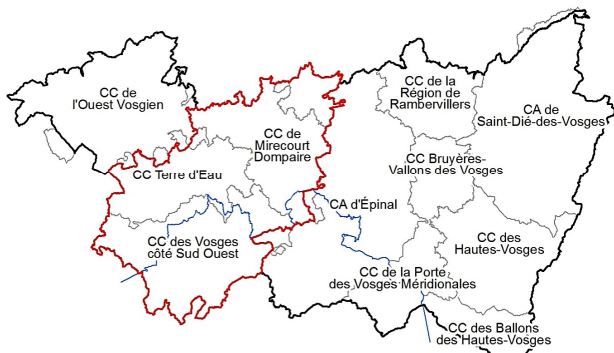 CC de
l'Ouest Vosgien
CC de la
Région de
Rambervillers
CA de
Saint-Dié-des-Vosges
CC de
Mirecourt
Dompaire
CC Terre d'Eau
CC Bruyères-
Vallons des Vosges
CA d'Épinal
CC des Vosges
côté Sud Ouest
CC des
Hautes-Vosges
CC de la Porte
des Vosges Méridionales
CC des Ballons
des Hautes-Vosges